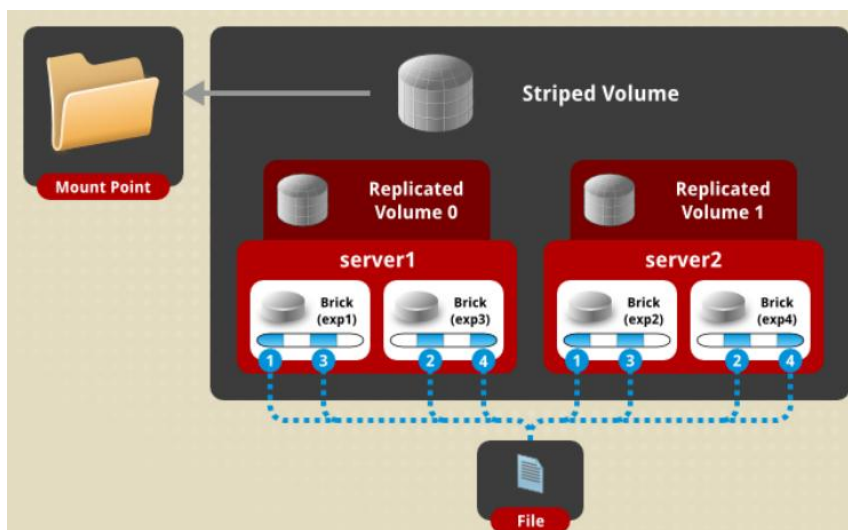 Striped Volume
Mount Point
Replicated
Volume 0
Replicated
Volume 1
server1
server2
Brick
(exp1)
Brick
(exp3)
Brick
(exp2)
Brick
(exp4)
1
3
2
4
1
3
2
4
File